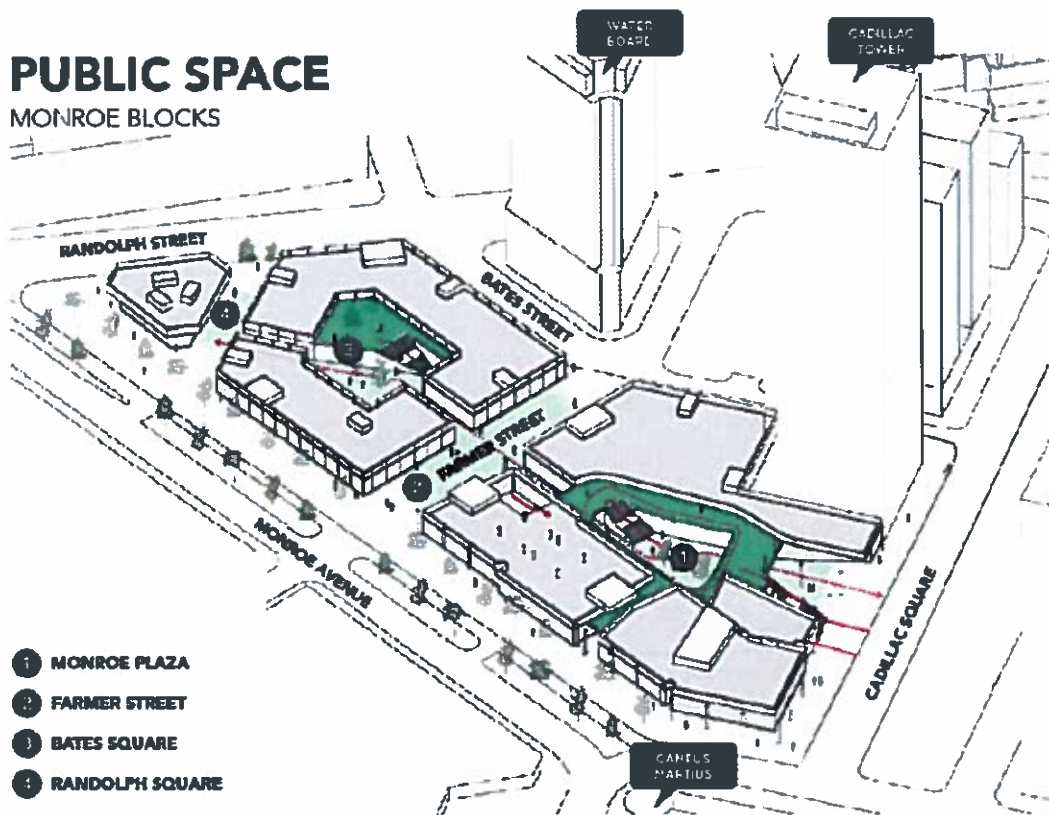 WATER
BOARD
CADILLAC
TOWER
PUBLIC SPACE
MONROE BLOCKS
RANDOLPH STREET
BATES STREET
FARMER STREET
MONROE AVENUE
CADILLAC SQUARE
1 MONROE PLAZA
2 FARMER STREET
3 BATES SQUARE
4 RANDOLPH SQUARE
CAMPUS
MARTIUS